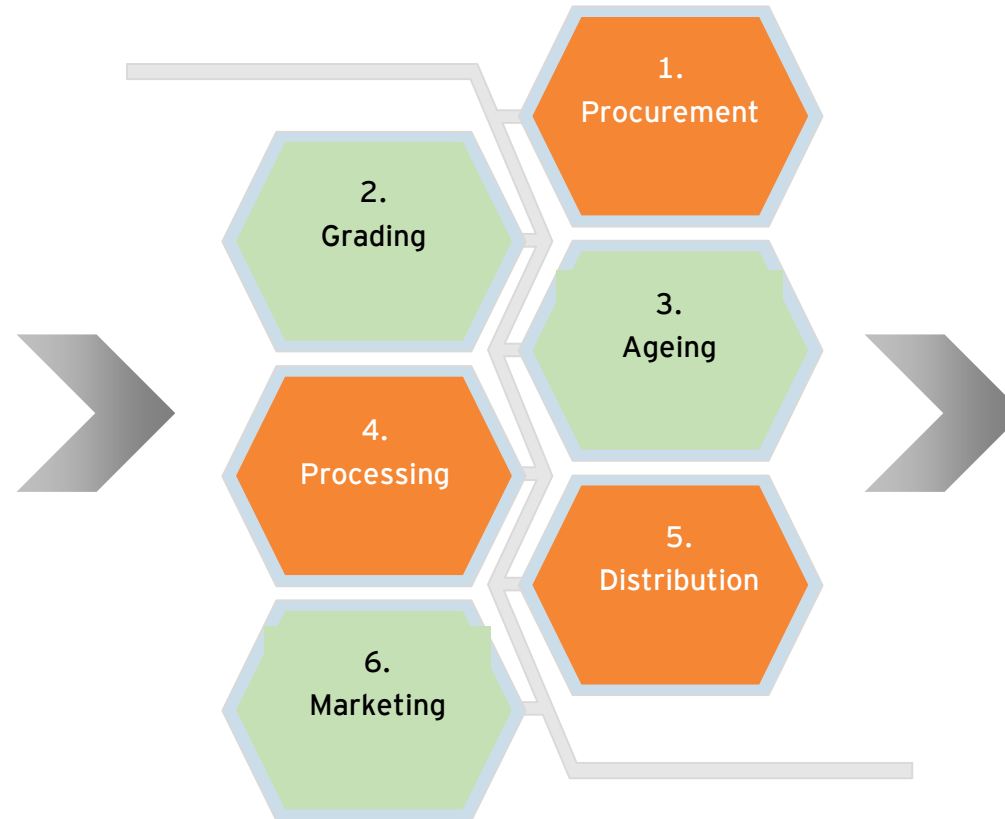 1.
Procurement
2.
Grading
3.
Ageing
4.
Processing
5.
Distribution
6.
Marketing